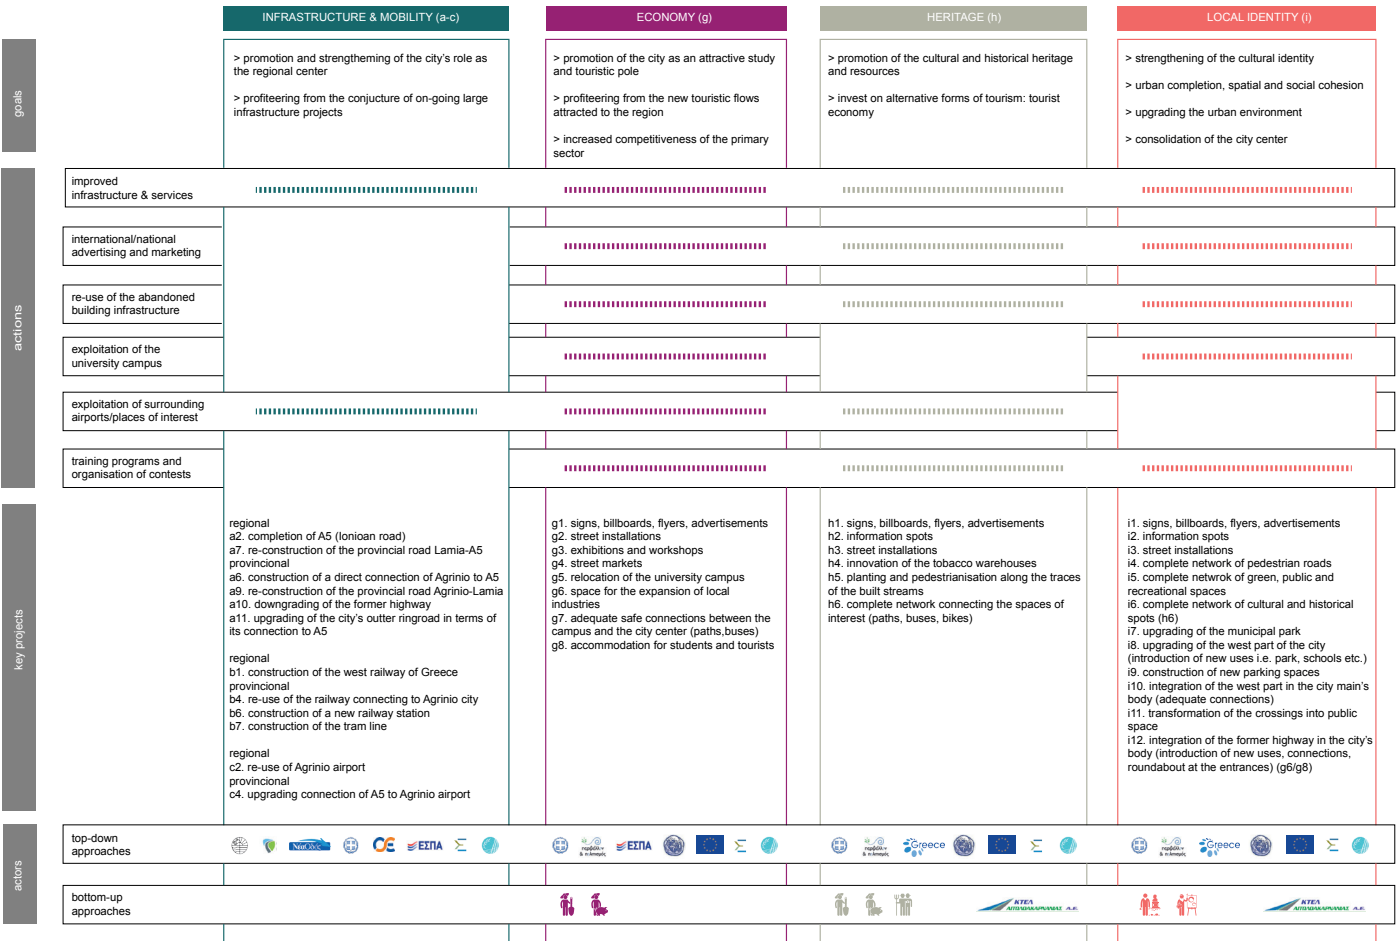 INFRASTRUCTURE & MOBILITY (a-c)
ECONOMY (g)
HERITAGE (h)
LOCAL IDENTITY (i)
goals
> promotion and strengtheming of the city's role as
the regional center
> profiteering from the conjucture of on-going large
infrastructure projects
> promotion of the city as an attractive study
and touristic pole
> profiteering from the new touristic flows
attracted to the region
> increased competitiveness of the primary
sector
> promotion of the cultural and historical heritage
and resources
> invest on alternative forms of tourism: tourist
economy
> strengthening of the cultural identity
> urban completion, spatial and social cohesion
> upgrading the urban environment
> consolidation of the city center
actions
improved
infrastructure & services
international/national
advertising and marketing
re-use of the abandoned
building infrastructure
exploitation of the
university campus
exploitation of surrounding
airports/places of interest
training programs and
organisation of contests
key projects
regional
a2. completion of A5 (Ionioan road)
a7. re-construction of the provincial road Lamia-A5
provincional
a6. construction of a direct connection of Agrinio to A5
a9. re-construction of the provincial road Agrinio-Lamia
a10. downgrading of the former highway
a11. upgrading of the city's outter ringroad in terms of
its connection to A5
regional
b1. construction of the west railway of Greece
provincional
b4. re-use of the railway connecting to Agrinio city
b6. construction of a new railway station
b7. construction of the tram line
regional
c2. re-use of Agrinio airport
provincional
c4. upgrading connection of A5 to Agrinio airport
g1. signs, billboards, flyers, advertisements
g2. street installations
g3. exhibitions and workshops
g4. street markets
g5. relocation of the university campus
g6. space for the expansion of local
industries
g7. adequate safe connections between the
campus and the city center (paths,buses)
g8. accommodation for students and tourists
h1. signs, billboards, flyers, advertisements
h2. information spots
h3. street installations
h4. innovation of the tobacco warehouses
h5. planting and pedestrianisation along the traces
of the built streams
h6. complete network connecting the spaces of
interest (paths, buses, bikes)
i1. signs, billboards, flyers, advertisements
i2. information spots
i3. street installations
i4. complete network of pedestrian roads
i5. complete netwrok of green, public and
recreational spaces
i6. complete network of cultural and historical
spots (h6)
i7. upgrading of the municipal park
i8. upgrading of the west part of the city
(introduction of new uses i.e. park, schools etc.)
i9. construction of new parking spaces
i10. integration of the west part in the city main's
body (adequate connections)
i11. transformation of the crossings into public
space
i12. integration of the former highway in the city's
body (introduction of new uses, connections,
roundabout at the entrances) (g6/g8)
actors
top-down
approaches
ΝέαΟδός
ΟΣΕ
ΕΣΠΑ
Σ
περιβάλλον
& πολιτισμός
ΕΣΠΑ
Σ
περιβάλλον
& πολιτισμός
Greece
Σ
περιβάλλον
& πολιτισμός
Greece
Σ
bottom-up
approaches
ΚΤΕΛ
ΑΙΤΩΛΟΑΚΑΡΝΑΝΙΑΣ Α.Ε.
ΚΤΕΛ
ΑΙΤΩΛΟΑΚΑΡΝΑΝΙΑΣ Α.Ε.